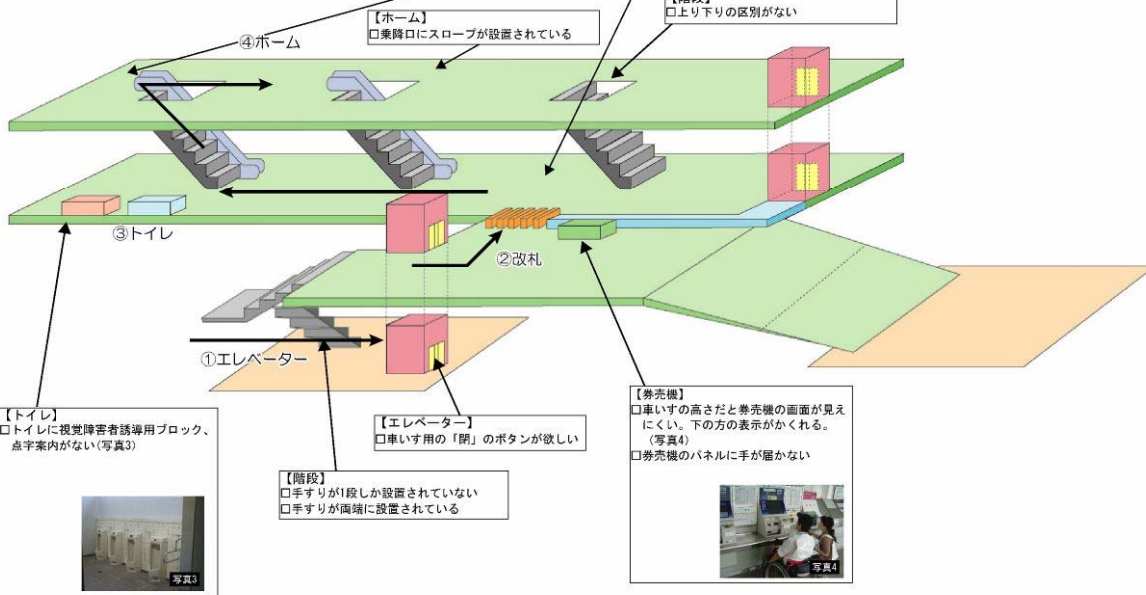 【階段】
□上り下りの区別がない
【ホーム】
□乗降口にスロープが設置されている
④ホーム
③トイレ
②改札
①エレベーター
【トイレ】
□トイレに視覚障害者誘導用ブロック、
点字案内がない(写真3)
写真3
【エレベーター】
□車いす用の「閉」のボタンが欲しい
【階段】
□手すりが1段しか設置されていない
□手すりが両端に設置されている
【券売機】
□車いすの高さだと券売機の画面が見え
にくい。下の方の表示がかくれる。
(写真4)
□券売機のパネルに手が届かない
写真4